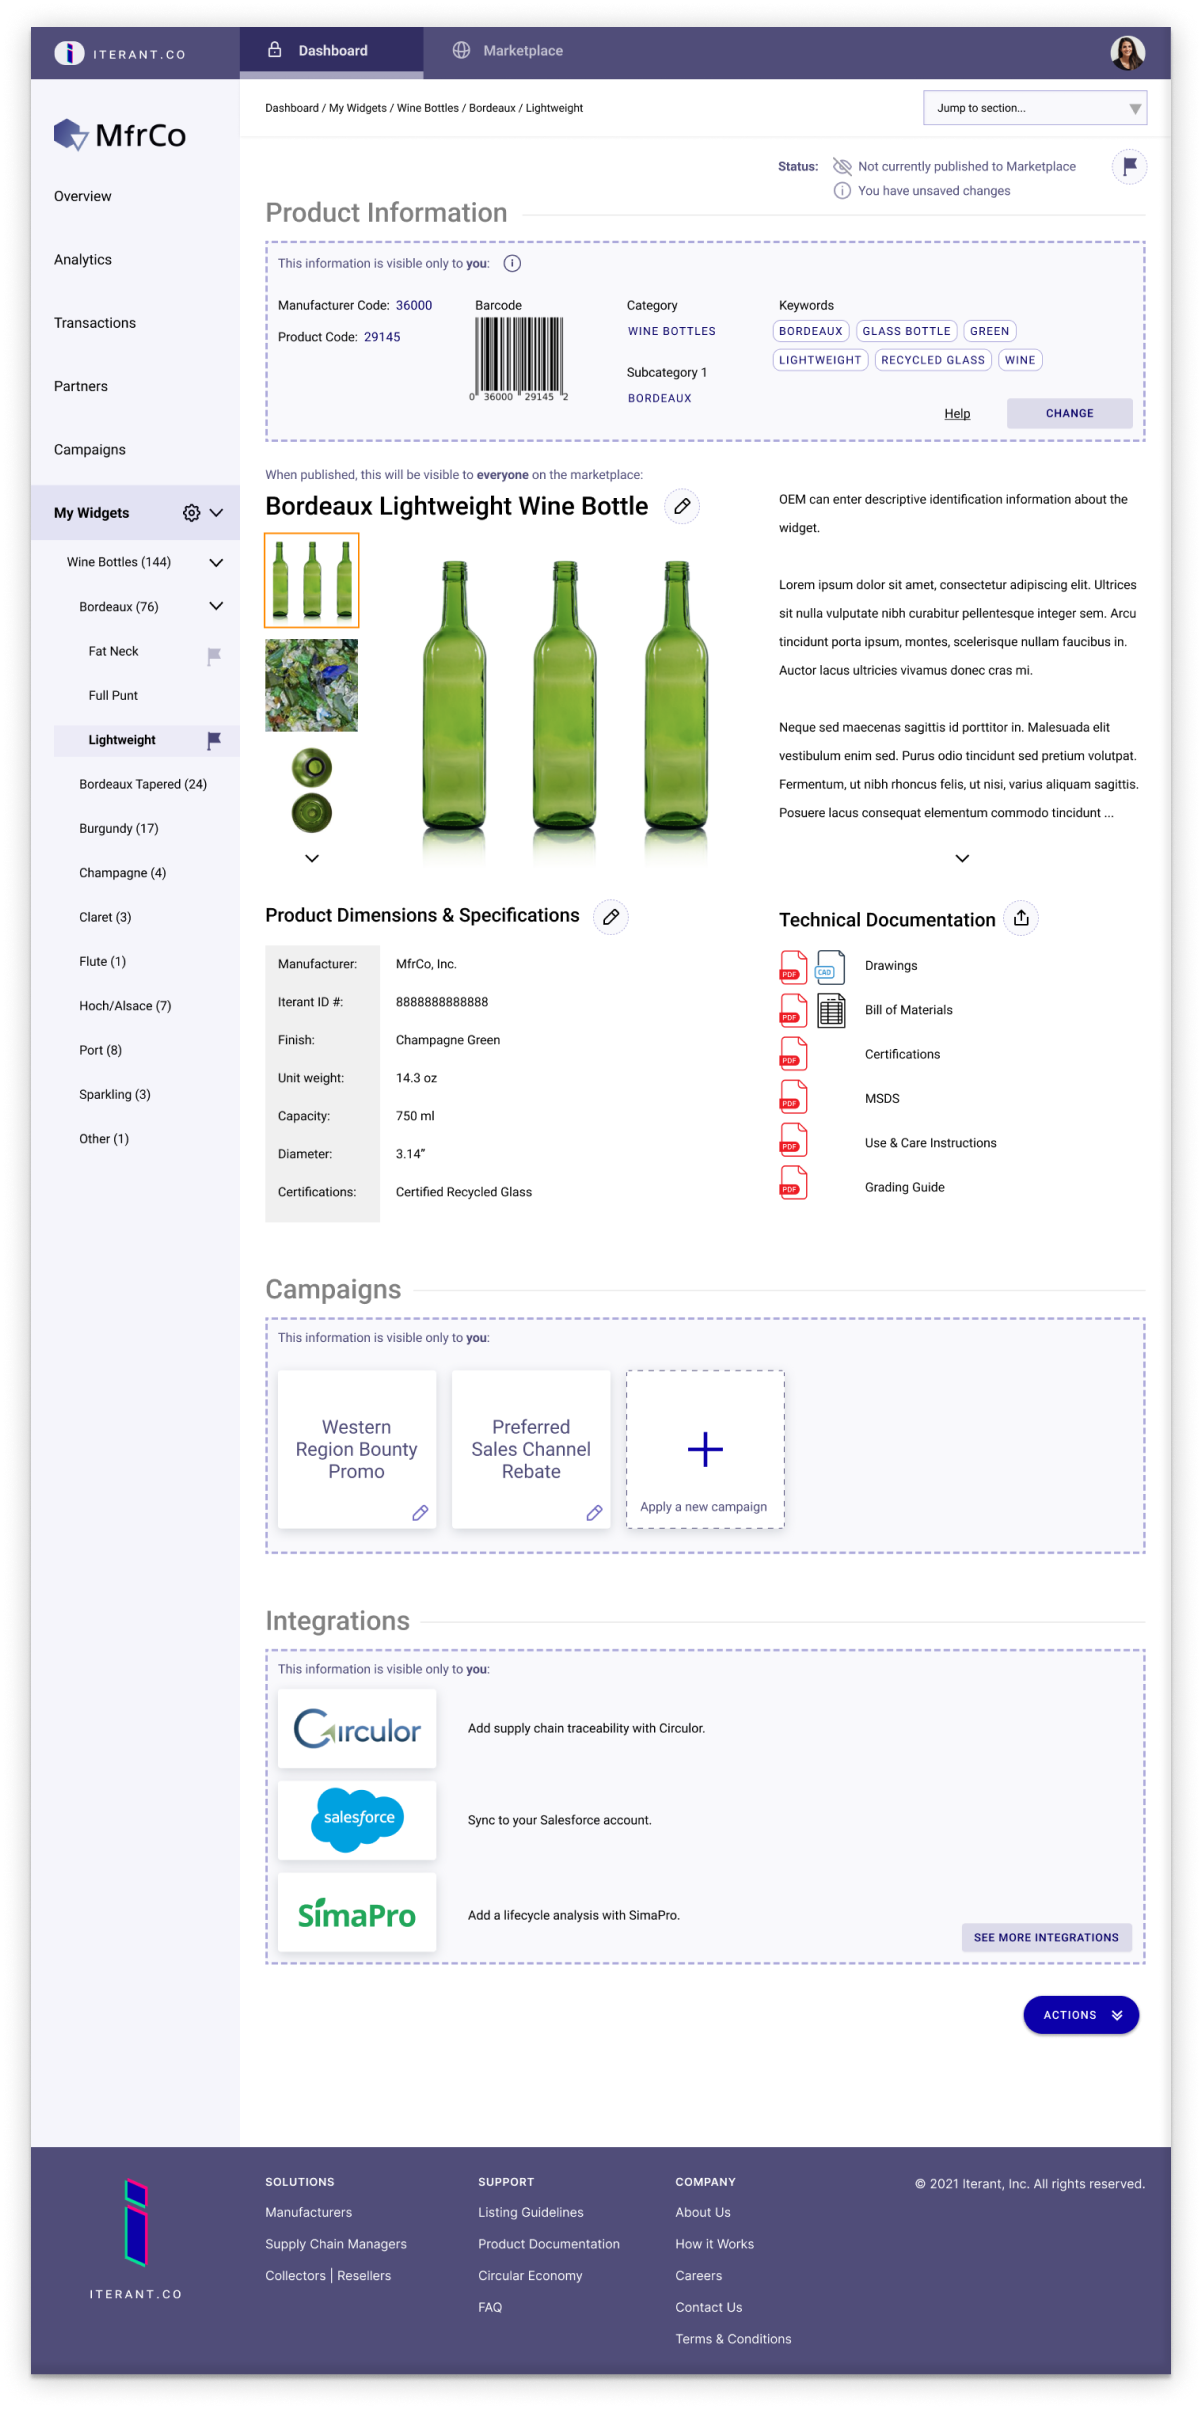 ITERANT.CO
Dashboard
Marketplace
Dashboard / My Widgets / Wine Bottles / Bordeaux / Lightweight
Jump to section...
MfrCo
Overview
Analytics
Transactions
Partners
Campaigns
My Widgets
Wine Bottles (144)
Bordeaux (76)
Fat Neck
Full Punt
Lightweight
Bordeaux Tapered (24)
Burgundy (17)
Champagne (4)
Claret (3)
Flute (1)
Hoch/Alsace (7)
Port (8)
Sparkling (3)
Other (1)
Status:
Not currently published to Marketplace
You have unsaved changes
Product Information
This information is visible only to you:
Manufacturer Code: 36000
Product Code: 29145
Barcode
0 36000 29145 2
Category
WINE BOTTLES
Subcategory 1
BORDEAUX
Keywords
BORDEAUX GLASS BOTTLE GREEN
LIGHTWEIGHT RECYCLED GLASS WINE
Help
CHANGE
When published, this will be visible to everyone on the marketplace:
Bordeaux Lightweight Wine Bottle
OEM can enter descriptive identification information about the
widget.
Lorem ipsum dolor sit amet, consectetur adipiscing elit. Ultrices
sit nulla vulputate nibh curabitur pellentesque integer sem. Arcu
tincidunt porta ipsum, montes, scelerisque nullam faucibus in.
Auctor lacus ultricies vivamus donec cras mi.
Neque sed maecenas sagittis id porttitor in. Malesuada elit
vestibulum enim sed. Purus odio tincidunt sed pretium volutpat.
Fermentum, ut nibh rhoncus felis, ut nisi, varius aliquam sagittis.
Posuere lacus consequat elementum commodo tincidunt ...
Product Dimensions & Specifications
Manufacturer: MfrCo, Inc.
Iterant ID #: 8888888888888
Finish: Champagne Green
Unit weight: 14.3 oz
Capacity: 750 ml
Diameter: 3.14”
Certifications: Certified Recycled Glass
Technical Documentation
PDF CAD Drawings
PDF Bill of Materials
PDF Certifications
PDF MSDS
PDF Use & Care Instructions
PDF Grading Guide
Campaigns
This information is visible only to you:
Western
Region Bounty
Promo
Preferred
Sales Channel
Rebate
Apply a new campaign
Integrations
This information is visible only to you:
Circulor
Add supply chain traceability with Circulor.
salesforce
Sync to your Salesforce account.
SimaPro
Add a lifecycle analysis with SimaPro.
SEE MORE INTEGRATIONS
ACTIONS
ITERANT.CO
SOLUTIONS
Manufacturers
Supply Chain Managers
Collectors | Resellers
SUPPORT
Listing Guidelines
Product Documentation
Circular Economy
FAQ
COMPANY
About Us
How it Works
Careers
Contact Us
Terms & Conditions
© 2021 Iterant, Inc. All rights reserved.